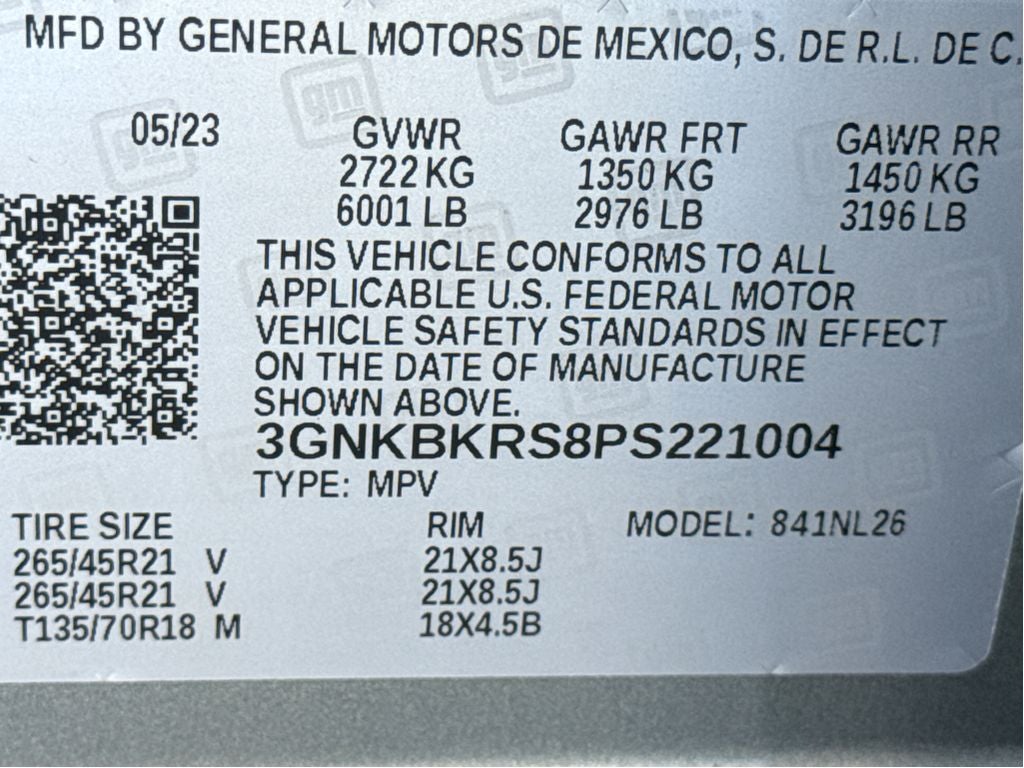 MFD BY GENERAL MOTORS DE MEXICO, S. DE R.L. DE C.
05/23 GVWR GAWR FRT GAWR RR
2722 KG 1350 KG 1450 KG
6001 LB 2976 LB 3196 LB
THIS VEHICLE CONFORMS TO ALL
APPLICABLE U.S. FEDERAL MOTOR
VEHICLE SAFETY STANDARDS IN EFFECT
ON THE DATE OF MANUFACTURE
SHOWN ABOVE.
3GNKBKRS8PS221004
TYPE: MPV
TIRE SIZE RIM MODEL: 841NL26
265/45R21 V 21X8.5J
265/45R21 V 21X8.5J
T135/70R18 M 18X4.5B